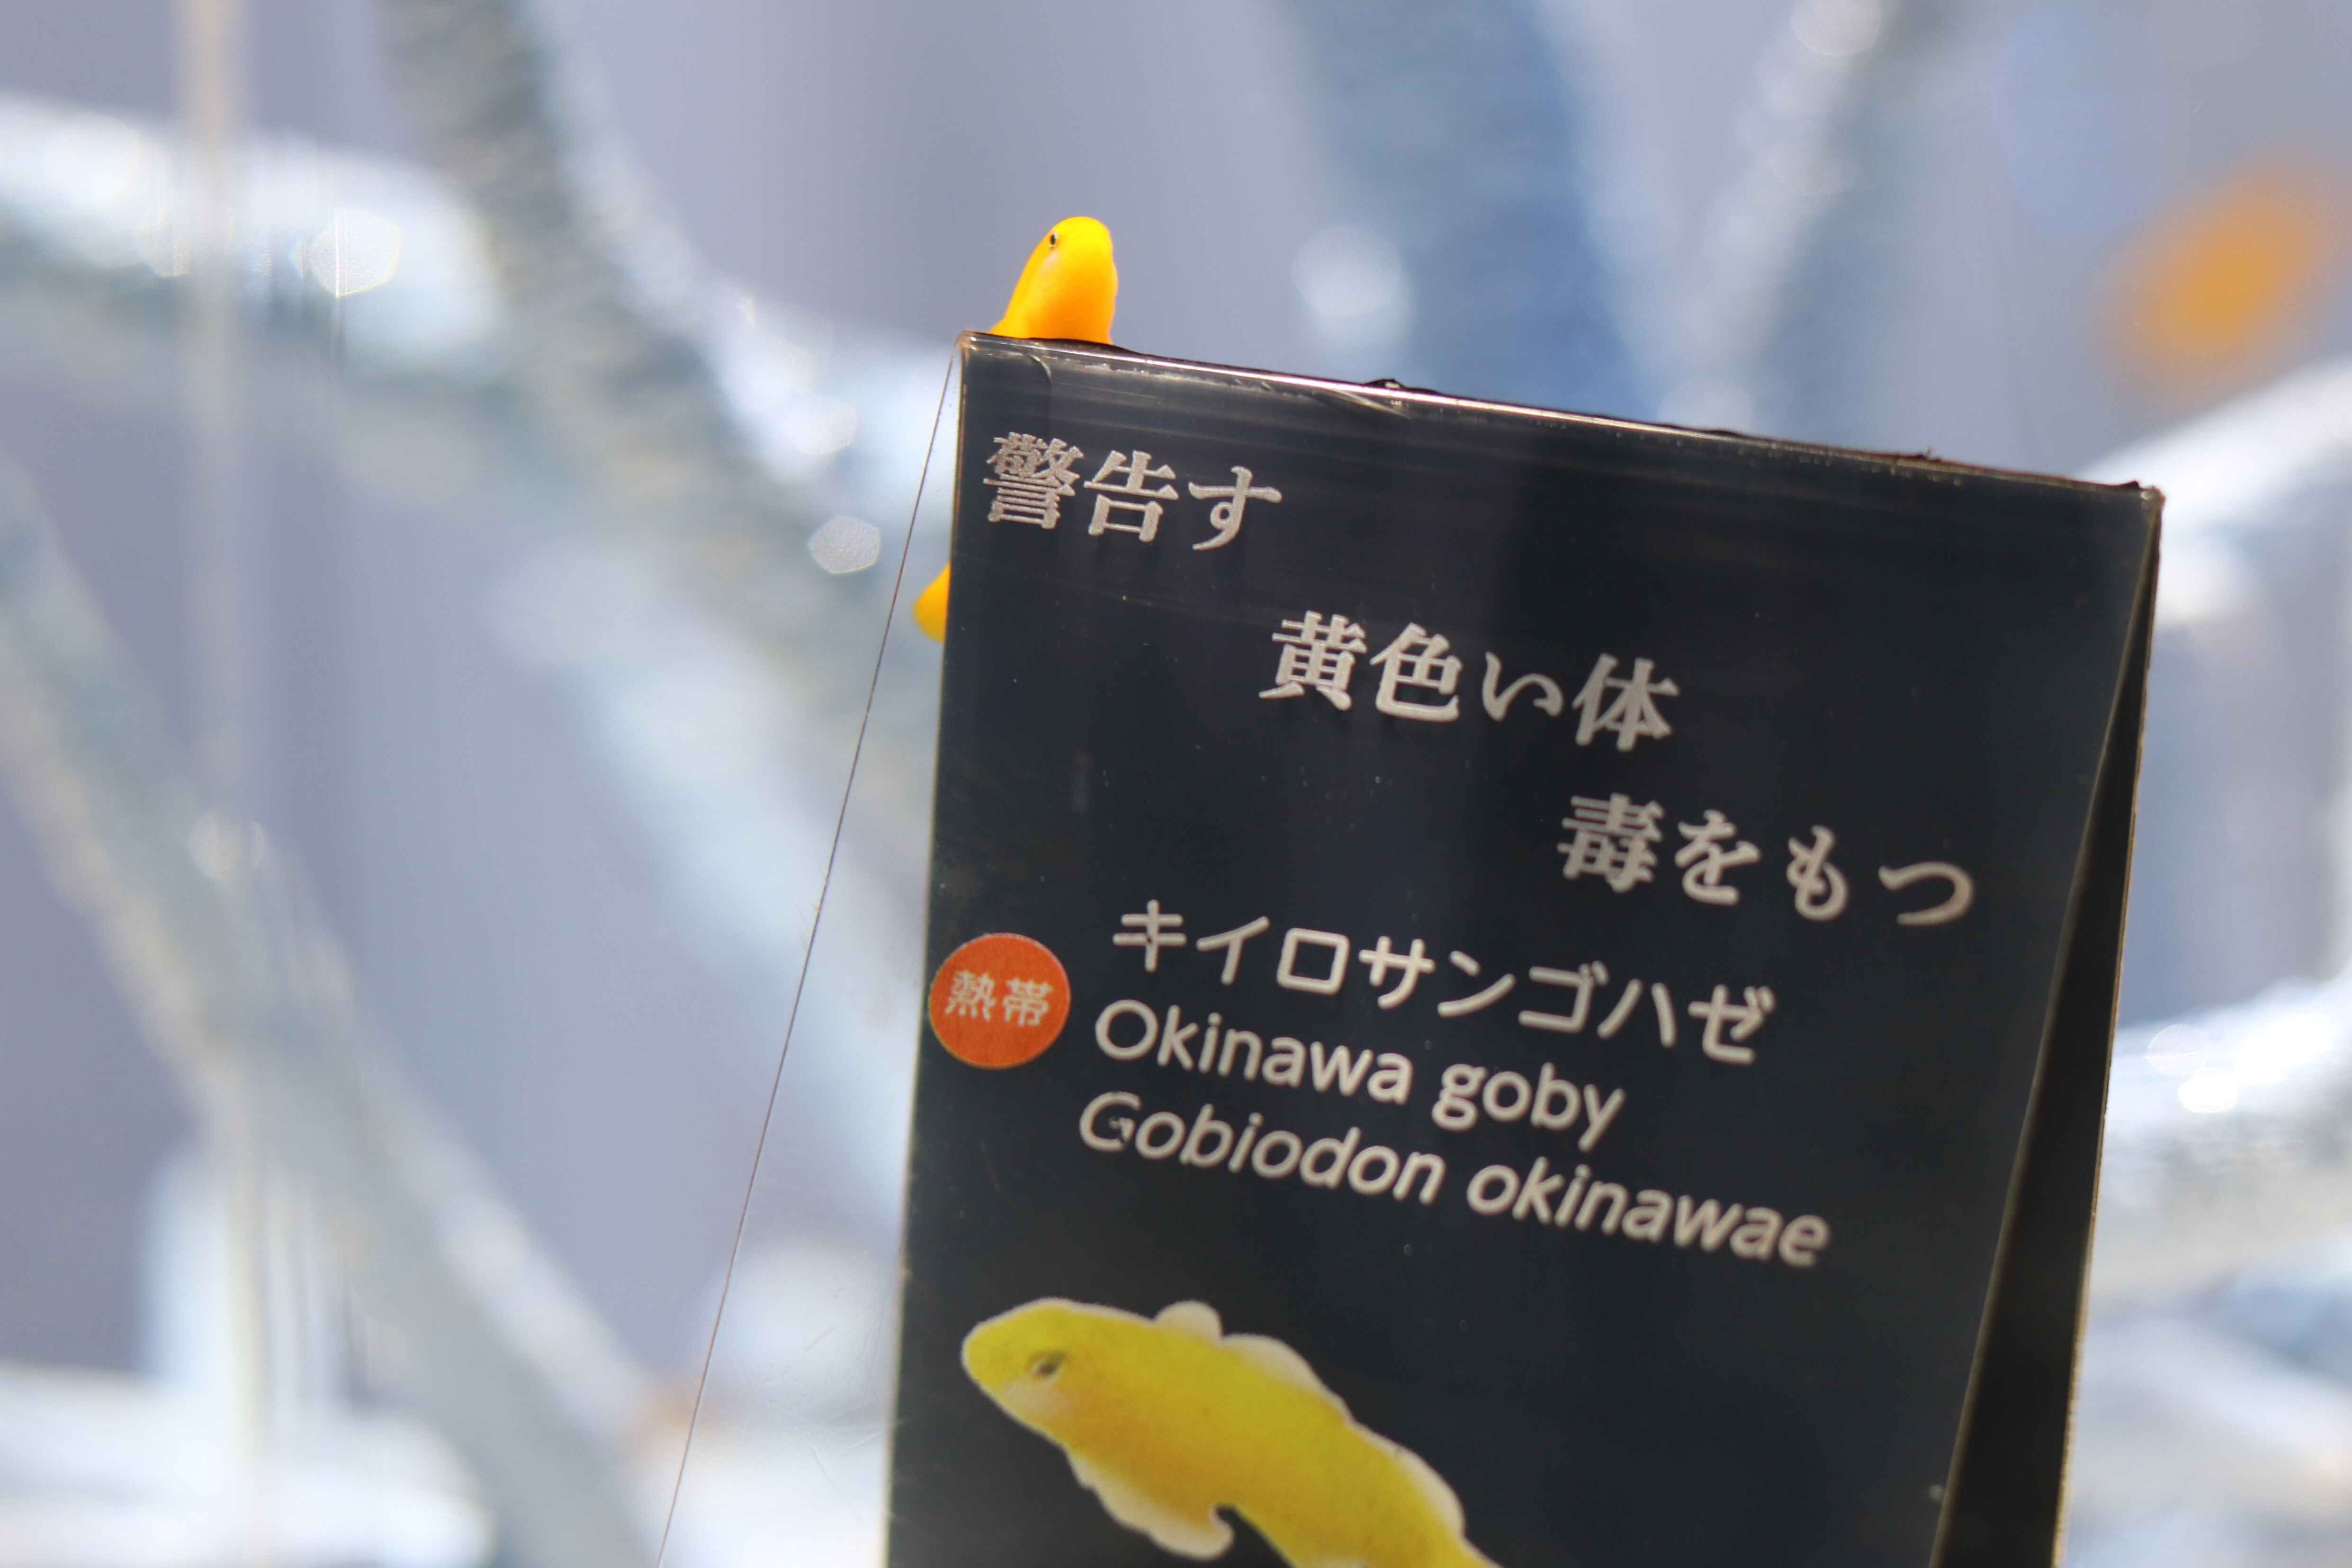 警告す
黄色い体
毒をもつ
熱帯
キイロサンゴハゼ
Okinawa goby
Gobiodon okinawae